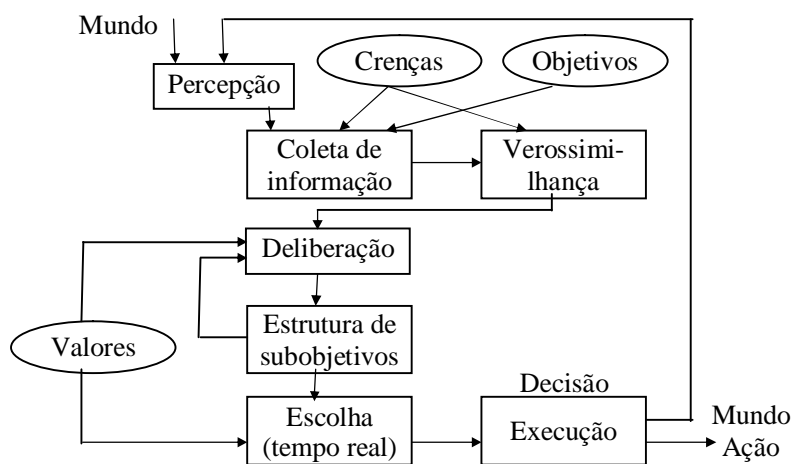 Mundo
Percepção
Crenças
Objetivos
Coleta de
informação
Verossimi-
lhança
Deliberação
Estrutura de
subobjetivos
Valores
Decisão
Escolha
(tempo real)
Execução
Mundo
Ação